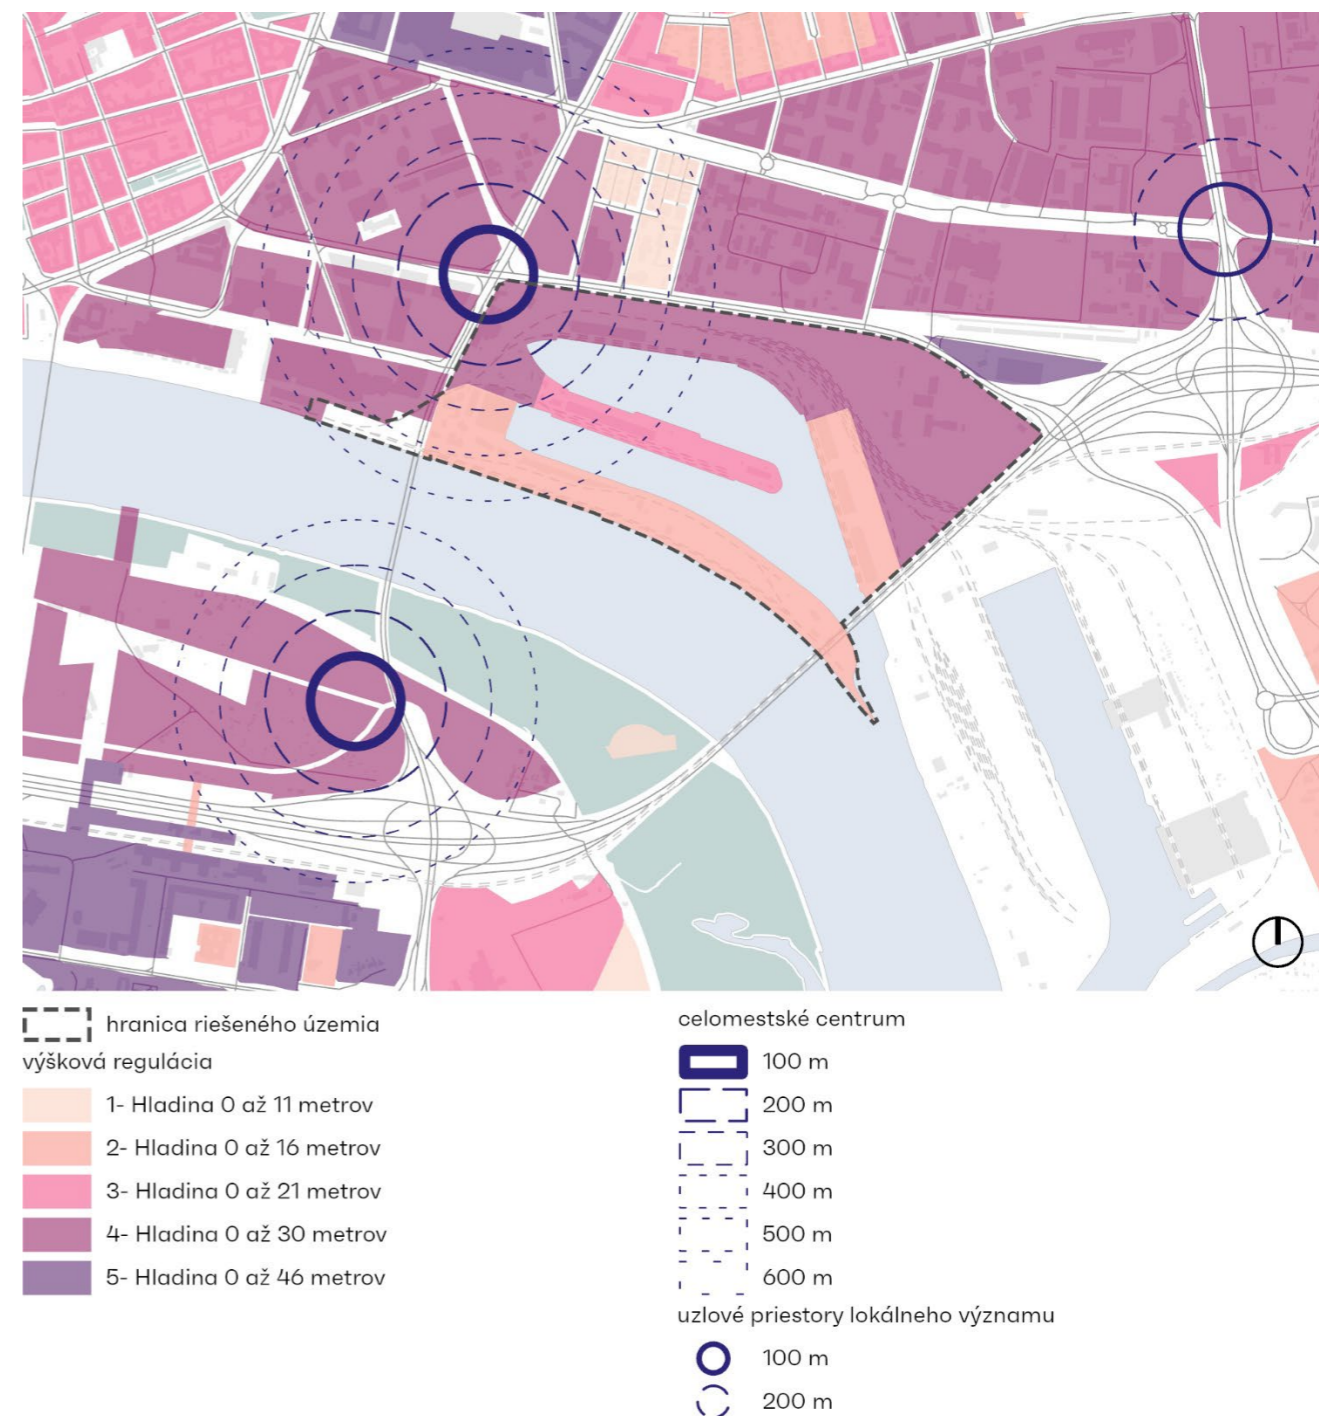 hranica riešeného územia
výšková regulácia
1- Hladina 0 až 11 metrov
2- Hladina 0 až 16 metrov
3- Hladina 0 až 21 metrov
4- Hladina 0 až 30 metrov
5- Hladina 0 až 46 metrov
celomestské centrum
100 m
200 m
300 m
400 m
500 m
600 m
uzlové priestory lokálneho významu
100 m
200 m